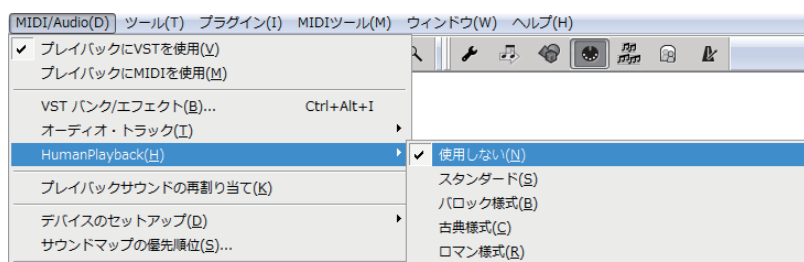 MIDI/Audio(D) ツール(T) プラグイン(I) MIDIツール(M) ウィンドウ(W) ヘルプ(H)
プレイバックにVSTを使用(V)
プレイバックにMIDIを使用(M)
VST バンク/エフェクト(B)... Ctrl+Alt+I
オーディオ・トラック(T)
HumanPlayback(H) 使用しない(N)
スタンダード(S)
プレイバックサウンドの再割り当て(K)
バロック様式(B)
デバイスのセットアップ(D)
古典様式(C)
サウンドマップの優先順位(S)...
ロマン様式(R)